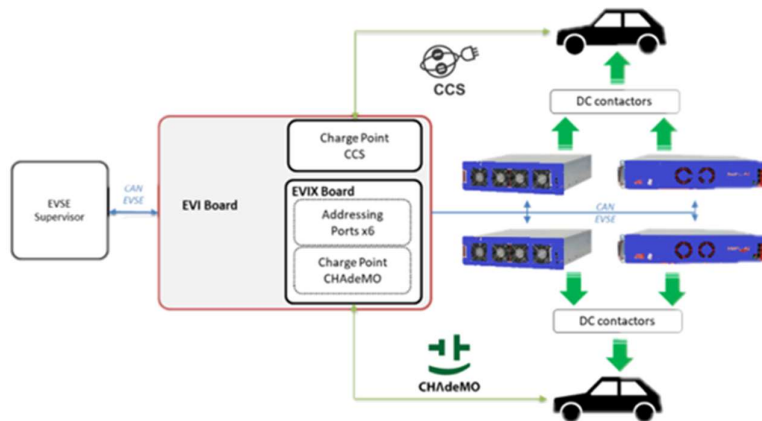 CCS
DC contactors
Charge Point
CCS
EVSE
Supervisor
CAN
EVSE
EVI Board
EVIX Board
Addressing
Ports x6
Charge Point
CHAdeMO
CAN
EVSE
DC contactors
CHΛdeMO